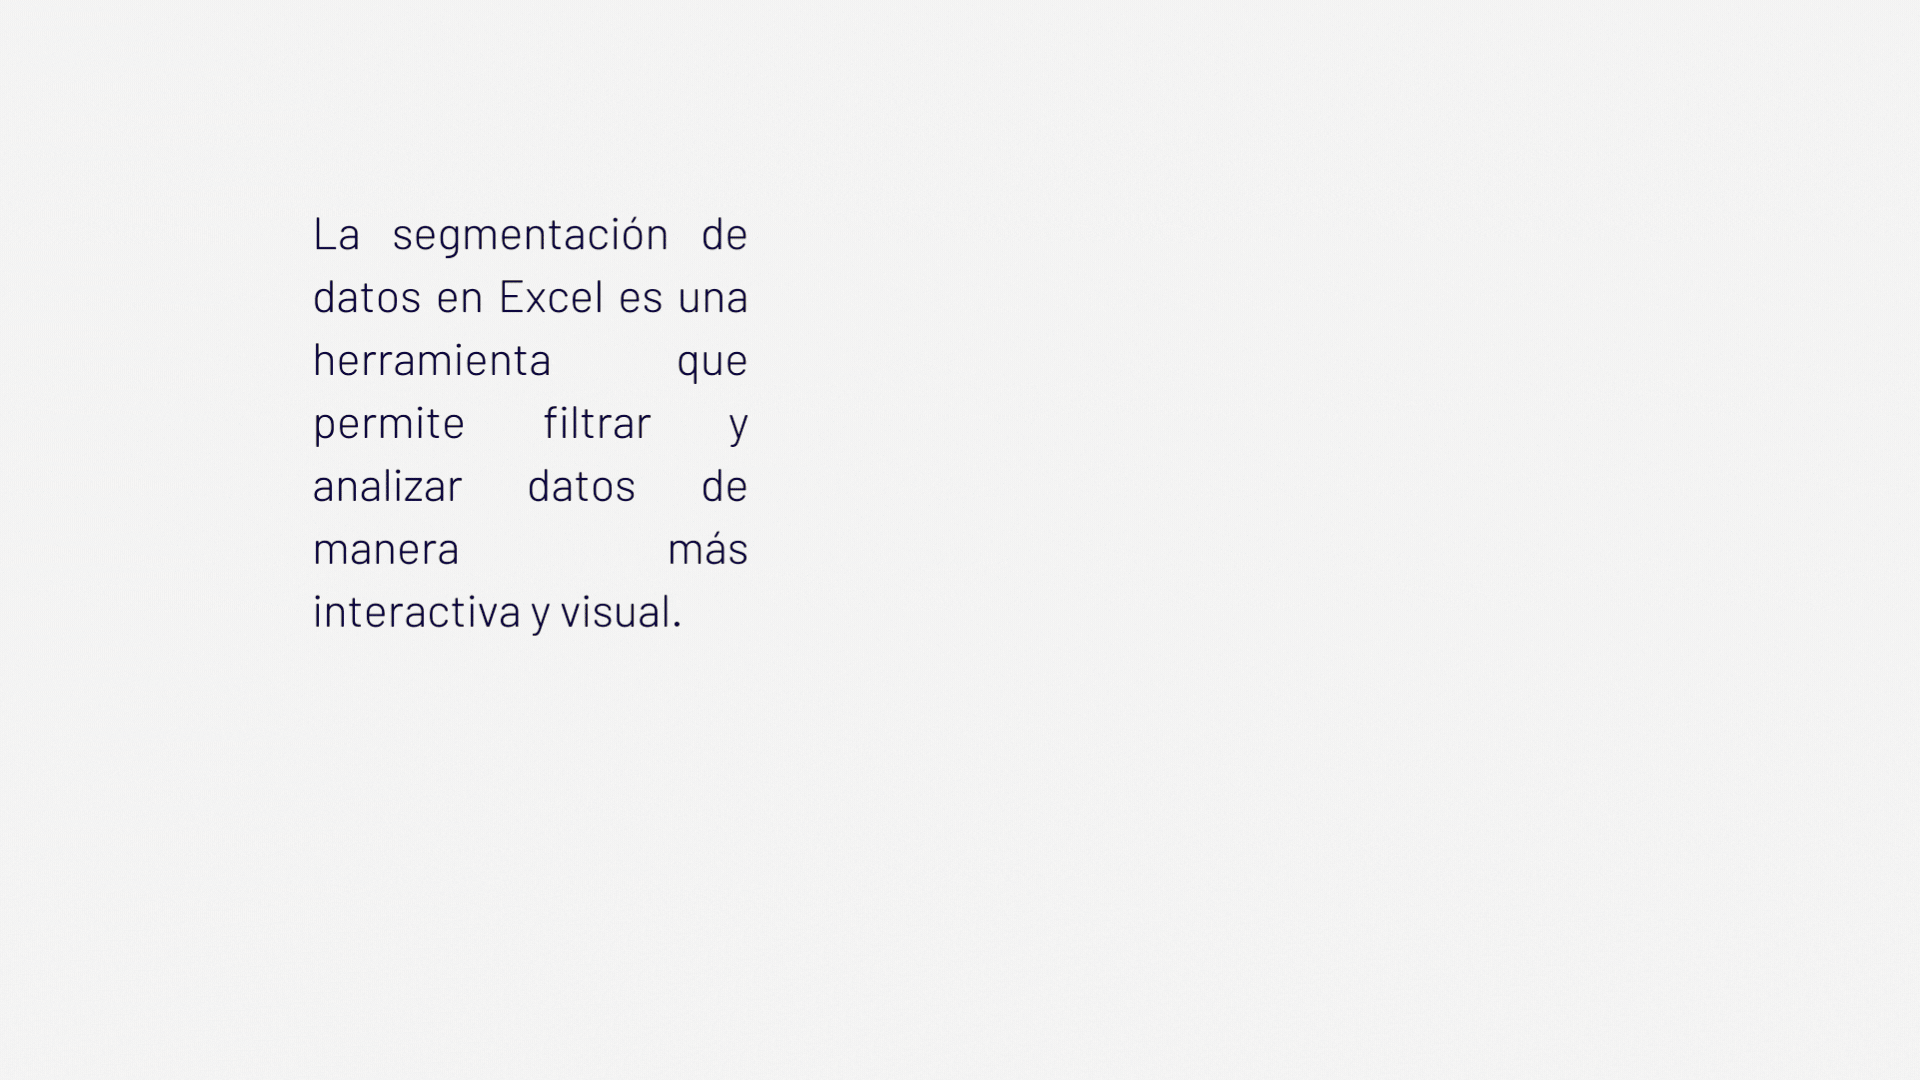 La segmentación de
datos en Excel es una
herramienta que
permite filtrar y
analizar datos de
manera más
interactiva y visual.